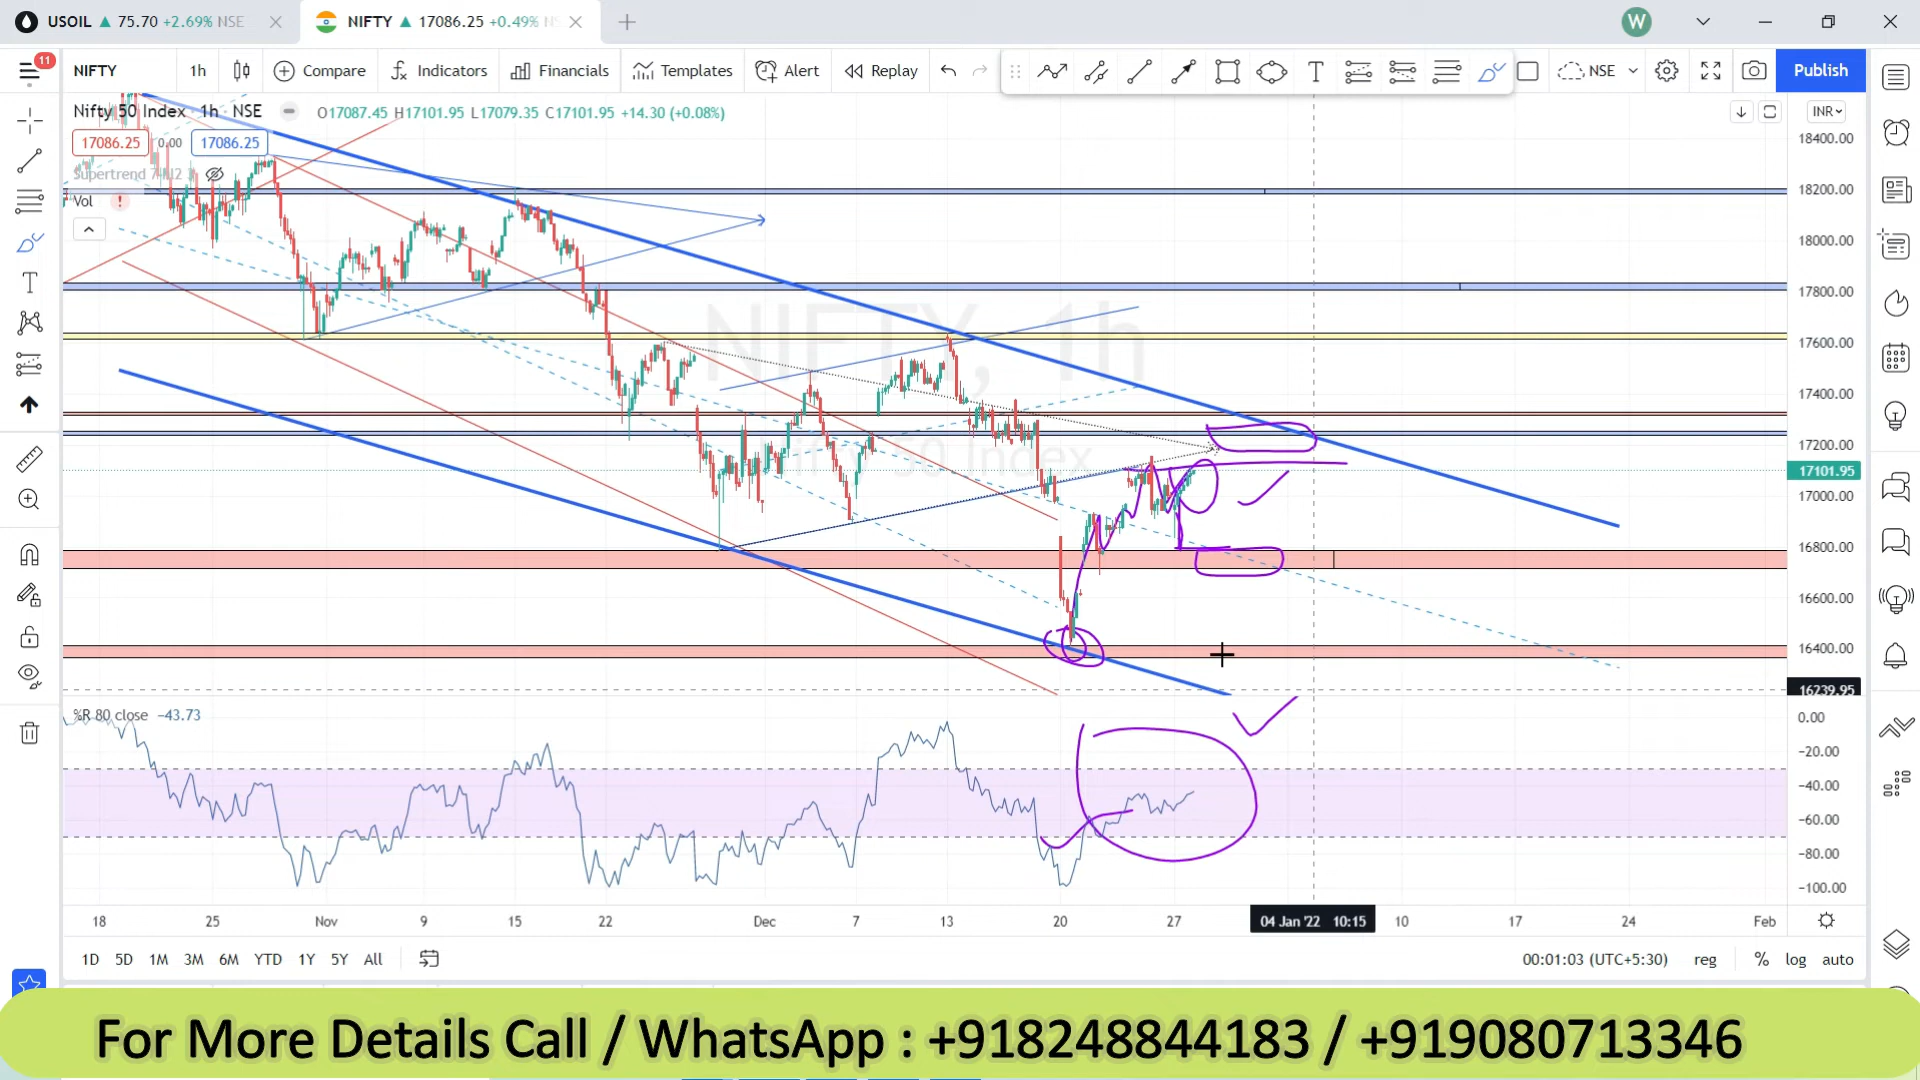 USOIL ▲ 75.70 +2.69% NSE
NIFTY ▲ 17086.25 +0.49%
W
11
NIFTY
1h
Compare
Indicators
Financials
Templates
Alert
Replay
T
NSE
Publish
Nifty 50 Index · 1h · NSE
O17087.45 H17101.95 L17079.35 C17101.95 +14.30 (+0.08%)
INR
17086.25
0.00
17086.25
Supertrend
Vol
!
NIFTY, 1h
Nifty 50 Index
18400.00
18200.00
18000.00
17800.00
17600.00
17400.00
17200.00
17101.95
17000.00
16800.00
16600.00
16400.00
16239.95
%R 80 close −43.73
0.00
−20.00
−40.00
−60.00
−80.00
−100.00
18
25
Nov
9
15
22
Dec
7
13
20
27
04 Jan '22 10:15
10
17
24
Feb
1D
5D
1M
3M
6M
YTD
1Y
5Y
All
00:01:03 (UTC+5:30)
reg
%
log
auto
For More Details Call / WhatsApp : +918248844183 / +919080713346